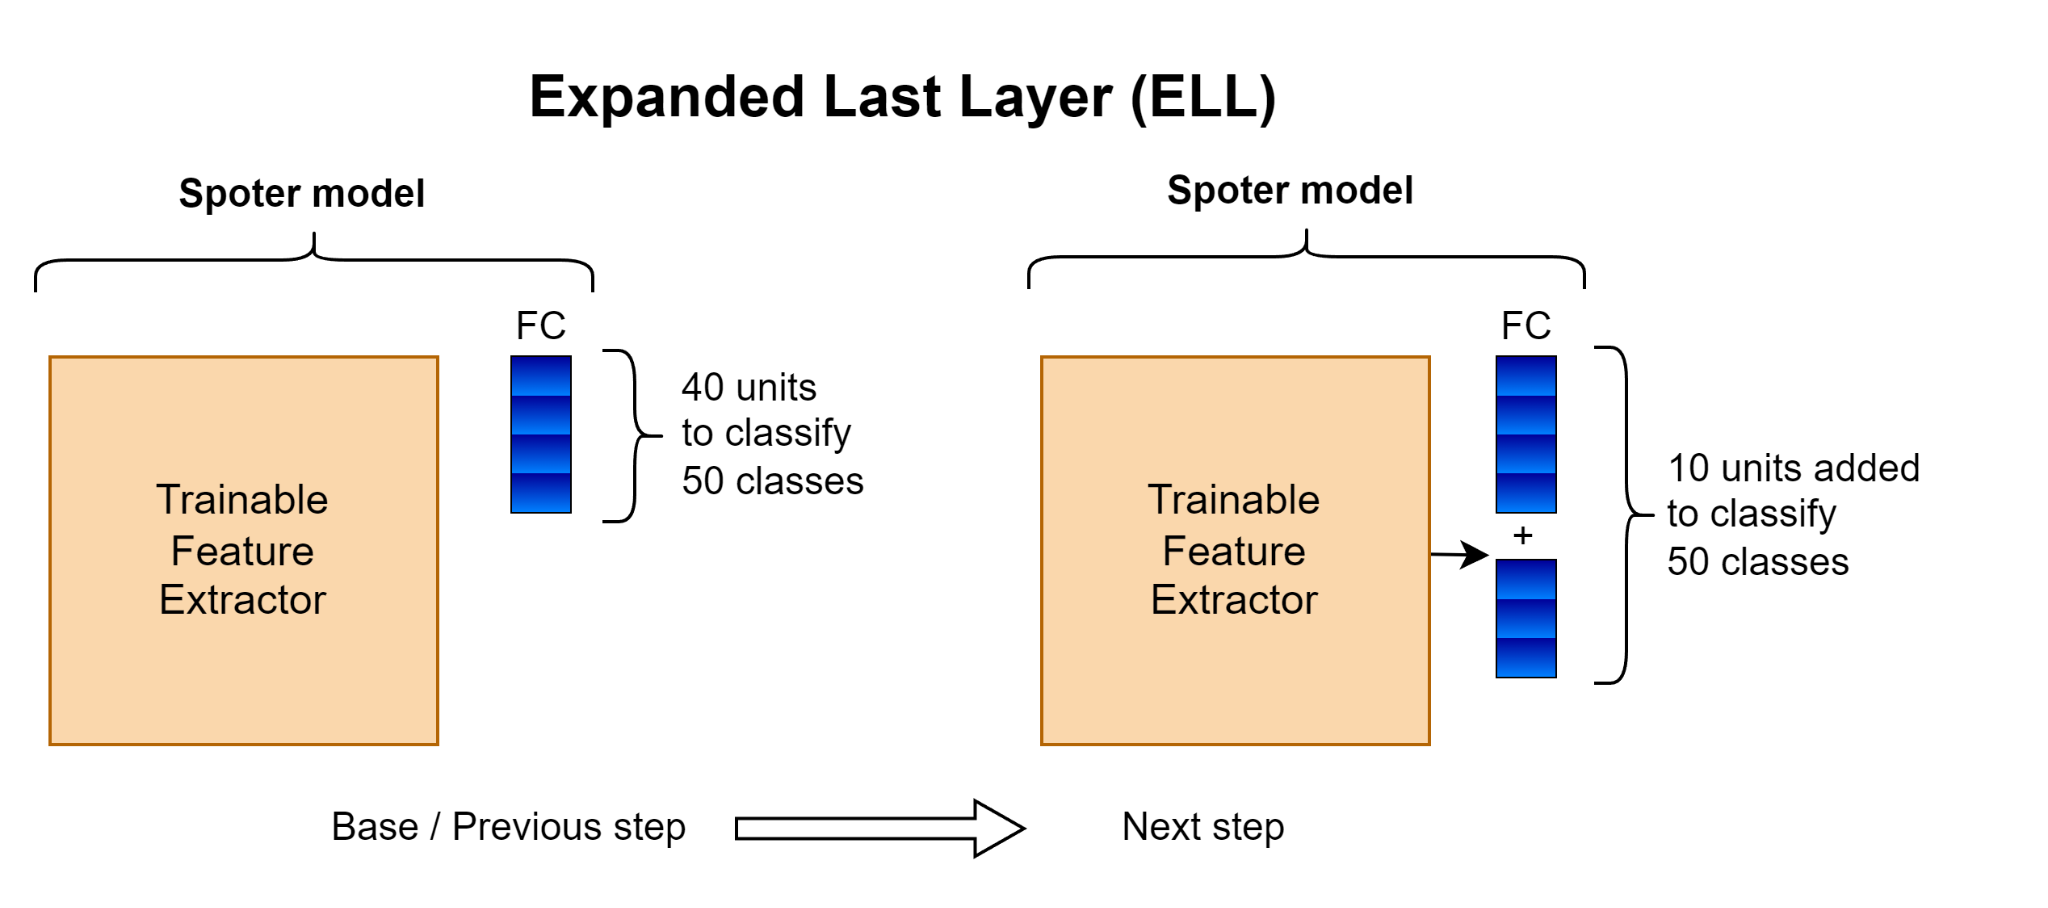 Expanded Last Layer (ELL)
Spoter model
FC
40 units
to classify
50 classes
Trainable
Feature
Extractor
Spoter model
FC
+
10 units added
to classify
50 classes
Trainable
Feature
Extractor
Base / Previous step
Next step